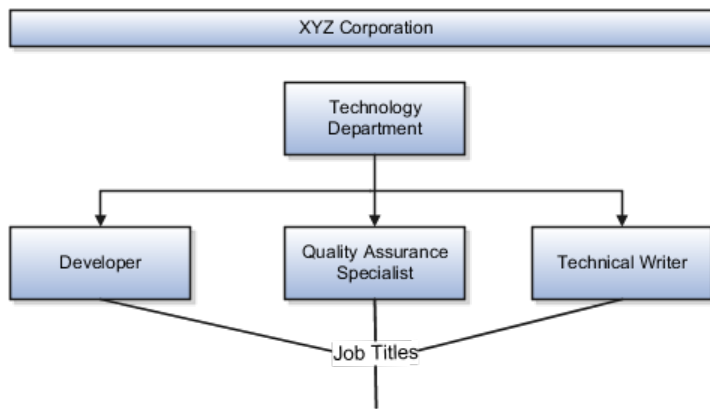 XYZ Corporation
Technology
Department
Developer
Quality Assurance
Specialist
Technical Writer
Job Titles